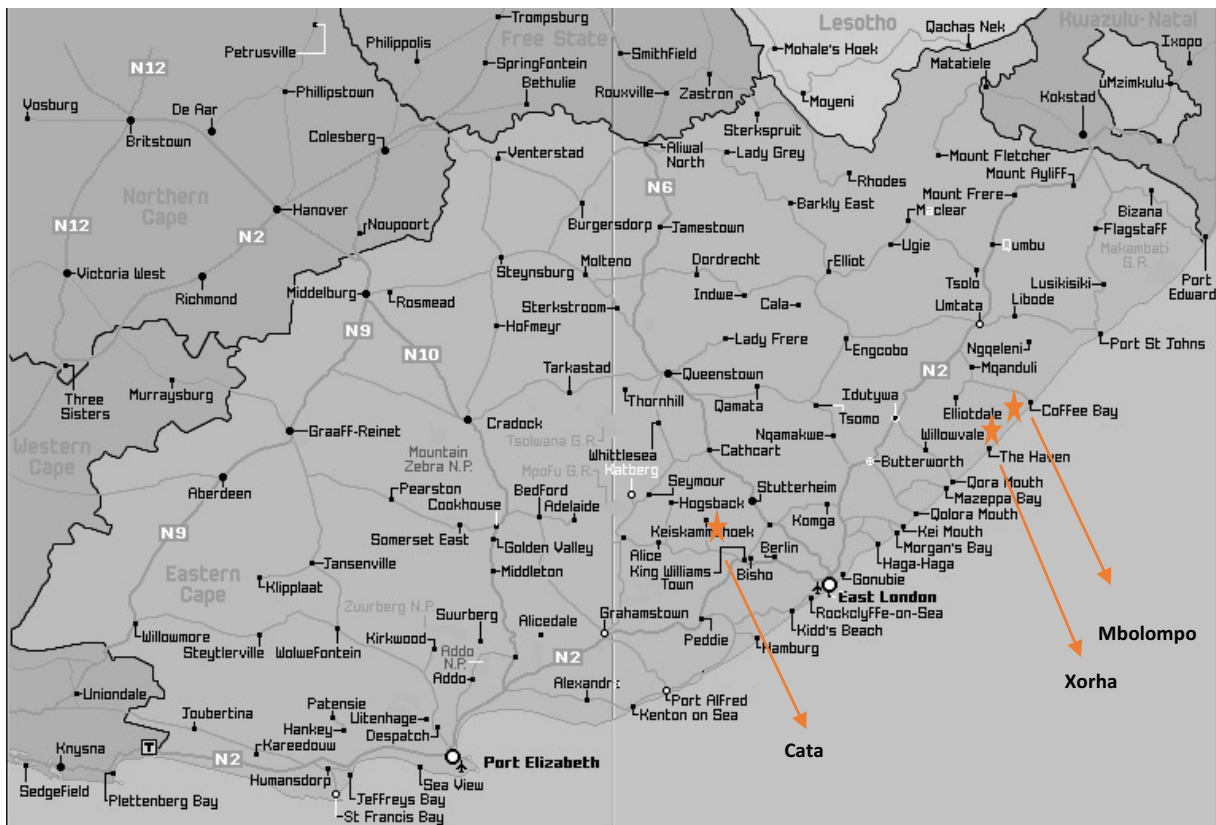 Trompsburg
Lesotho
Qachas Nek
Kwazulu-Natal
Petrusville
Philippolis
Free State
Smithfield
Mohale's Hoek
Ixopo
N12
Springfontein
Matatiele
uMzimkulu
Vosburg
De Aar
Phillipstown
Bethulie
Rouxville
Zastron
Moyeni
Kokstad
Britstown
Colesberg
Sterkspruit
Venterstad
Aliwal
North
Lady Grey
Mount Fletcher
Mount Ayliff
Northern
Cape
Hanover
N6
Rhodes
Mount Frere
N12
N2
Noupoort
Burgersdorp
Jamestown
Barkly East
Maclear
Bizana
Flagstaff
Victoria West
Richmond
Middelburg
Rosmead
Steynsburg
Molteno
Dordrecht
Elliot
Ugie
Qumbu
Makambati
G.R.
Port
Edward
Sterkstroom
Indwe
Cala
Tsolo
Lusikisiki
N9
Hofmeyr
Umtata
Libode
N10
Lady Frere
Engcobo
Ngqeleni
Port St Johns
Three
Sisters
Murraysburg
Tarkastad
Queenstown
N2
Mqanduli
Western
Cape
Graaff-Reinet
Cradock
Thornhill
Qamata
Tsomo
Idutywa
Elliotdale
Coffee Bay
Tsolwana G.R.
Whittlesea
Nqamakwe
Willowvale
Aberdeen
Mountain
Zebra N.P.
Mpofu G.R.
Katberg
Cathcart
Butterworth
The Haven
Pearston
Cookhouse
Bedford
Adelaide
Seymour
Hogsback
Stutterheim
Qora Mouth
Mazeppa Bay
N9
Somerset East
Golden Valley
Keiskammahoek
Komga
Qolora Mouth
Kei Mouth
Morgan's Bay
Eastern
Cape
Jansenville
Middleton
Alice
King Williams
Town
Berlin
Bisho
Haga-Haga
Klipplaat
Gonubie
East London
Zuurberg N.P.
Suurberg
Alicedale
Grahamstown
Rockclyffe-on-Sea
Mbolompo
Willowmore
Steytlerville
Wolwefontein
Kirkwood
Addo
N.P.
Peddie
Kidd's Beach
Hamburg
N2
Xorha
Uniondale
Addo
Port Alfred
Joubertina
Patensie
Hankey
Uitenhage
Despatch
Kenton on Sea
Cata
Knysna
T
N2
Kareedouw
Port Elizabeth
Sedgefield
Plettenberg Bay
Humansdorp
Sea View
Jeffreys Bay
St Francis Bay